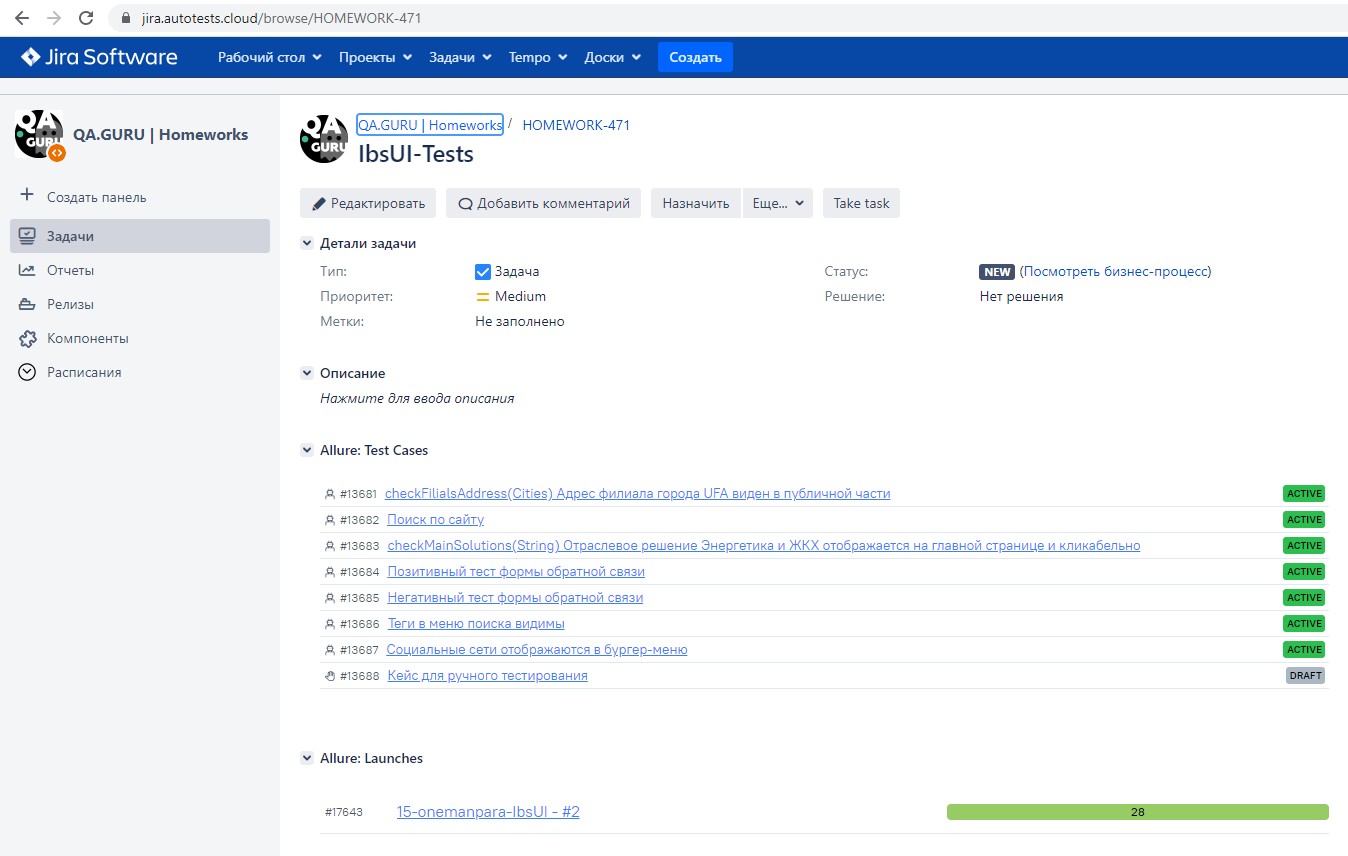 jira.autotests.cloud/browse/HOMEWORK-471
Jira Software Рабочий стол Проекты Задачи Tempo Доски Создать
QA GURU
QA.GURU | Homeworks
Создать панель
Задачи
Отчеты
Релизы
Компоненты
Расписания
QA GURU
QA.GURU | Homeworks / HOMEWORK-471
IbsUI-Tests
Редактировать Добавить комментарий Назначить Еще... Take task
Детали задачи
Тип: Задача Статус: NEW (Посмотреть бизнес-процесс)
Приоритет: Medium Решение: Нет решения
Метки: Не заполнено
Описание
Нажмите для ввода описания
Allure: Test Cases
#13681 checkFilialsAddress(Cities) Адрес филиала города UFA виден в публичной части ACTIVE
#13682 Поиск по сайту ACTIVE
#13683 checkMainSolutions(String) Отраслевое решение Энергетика и ЖКХ отображается на главной странице и кликабельно ACTIVE
#13684 Позитивный тест формы обратной связи ACTIVE
#13685 Негативный тест формы обратной связи ACTIVE
#13686 Теги в меню поиска видимы ACTIVE
#13687 Социальные сети отображаются в бургер-меню ACTIVE
#13688 Кейс для ручного тестирования DRAFT
Allure: Launches
#17643 15-onemanpara-IbsUI - #2 28